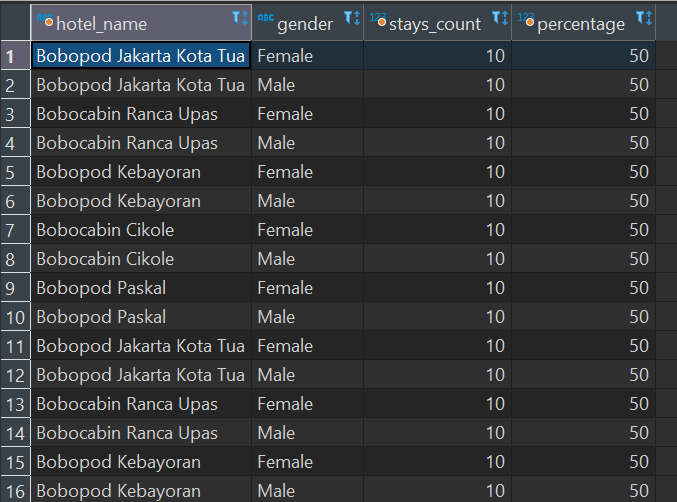 ABC hotel_name ABC gender 123 stays_count 123 percentage
1 Bobopod Jakarta Kota Tua Female 10 50
2 Bobopod Jakarta Kota Tua Male 10 50
3 Bobocabin Ranca Upas Female 10 50
4 Bobocabin Ranca Upas Male 10 50
5 Bobopod Kebayoran Female 10 50
6 Bobopod Kebayoran Male 10 50
7 Bobocabin Cikole Female 10 50
8 Bobocabin Cikole Male 10 50
9 Bobopod Paskal Female 10 50
10 Bobopod Paskal Male 10 50
11 Bobopod Jakarta Kota Tua Female 10 50
12 Bobopod Jakarta Kota Tua Male 10 50
13 Bobocabin Ranca Upas Female 10 50
14 Bobocabin Ranca Upas Male 10 50
15 Bobopod Kebayoran Female 10 50
16 Bobopod Kebayoran Male 10 50